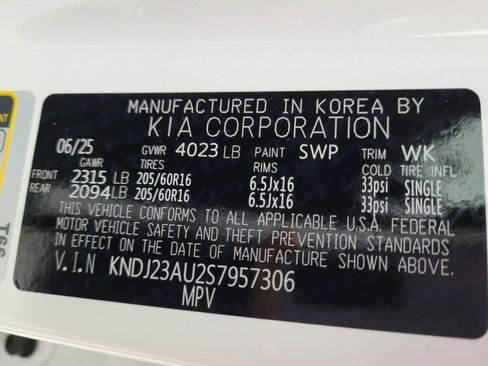 MANUFACTURED IN KOREA BY
KIA CORPORATION
06/25 GVWR 4023 LB PAINT SWP TRIM WK
GAWR TIRES RIMS COLD TIRE INFL
FRONT 2315 LB 205/60R16 6.5Jx16 33psi SINGLE
REAR 2094LB 205/60R16 6.5Jx16 33psi SINGLE
THIS VEHICLE CONFORMS TO ALL APPLICABLE U.S.A. FEDERAL
MOTOR VEHICLE SAFETY AND THEFT PREVENTION STANDARDS
IN EFFECT ON THE DATE OF MANUFACTURE SHOWN ABOVE.
V.I.N KNDJ23AU2S7957306
MPV